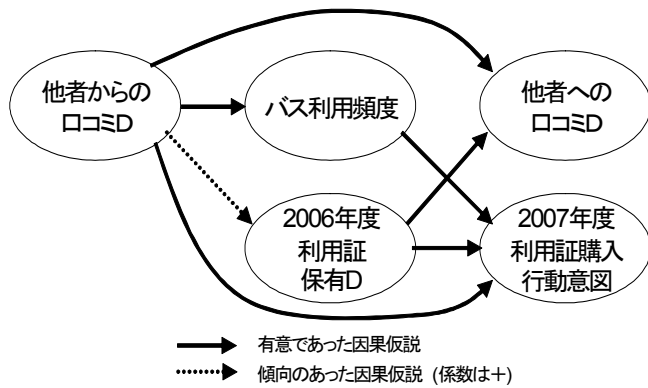 他者からの
口コミD
バス利用頻度
他者への
口コミD
2006年度
利用証
保有D
2007年度
利用証購入
行動意図
有意であった因果仮説
傾向のあった因果仮説 (係数は＋)